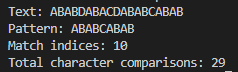 Text: ABABDABACDABABCABAB
Pattern: ABABCABAB
Match indices: 10
Total character comparisons: 29